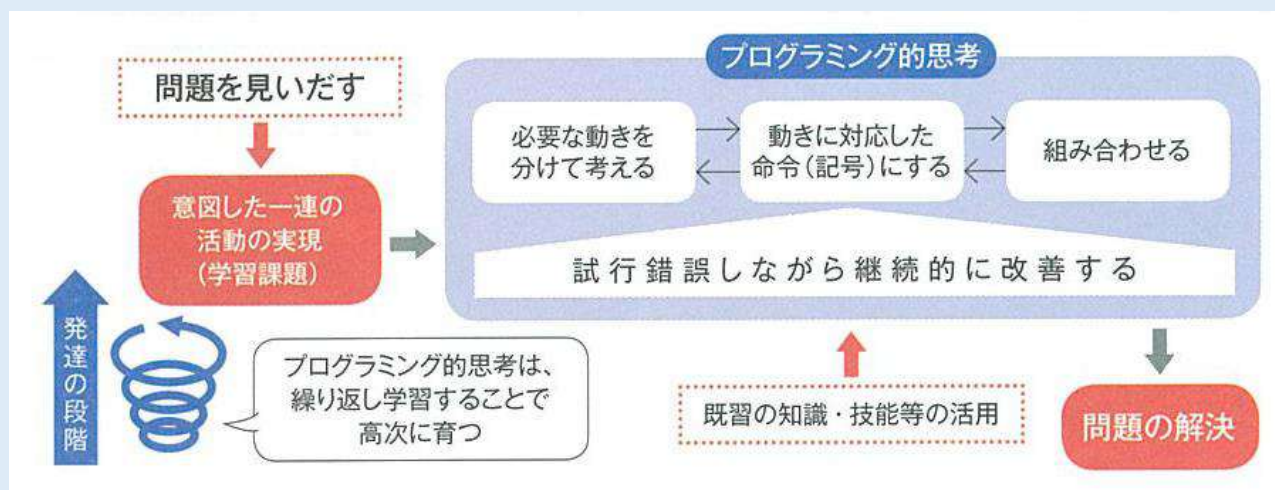 プログラミング的思考
問題を見いだす
必要な動きを
分けて考える
動きに対応した
命令(記号)にする
組み合わせる
意図した一連の
活動の実現
(学習課題)
試行錯誤しながら継続的に改善する
発達の段階
プログラミング的思考は、
繰り返し学習することで
高次に育つ
既習の知識・技能等の活用
問題の解決